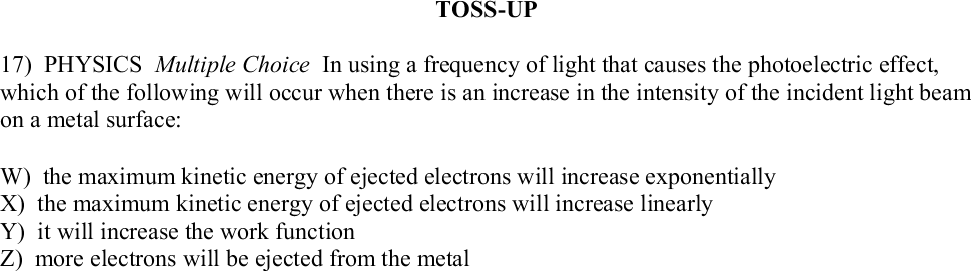 TOSS-UP
17) PHYSICS Multiple Choice In using a frequency of light that causes the photoelectric effect,
which of the following will occur when there is an increase in the intensity of the incident light beam
on a metal surface:
W) the maximum kinetic energy of ejected electrons will increase exponentially
X) the maximum kinetic energy of ejected electrons will increase linearly
Y) it will increase the work function
Z) more electrons will be ejected from the metal